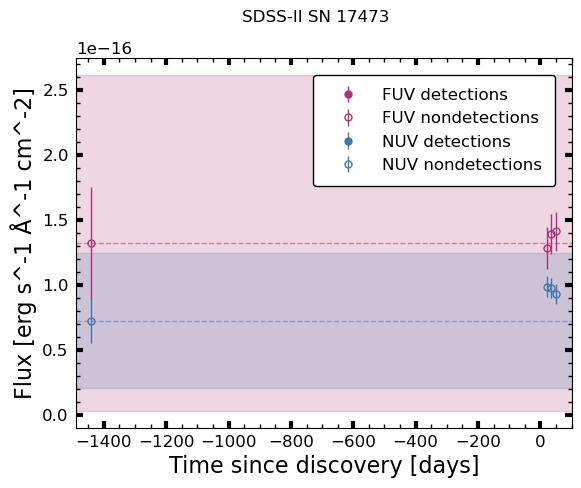 SDSS-II SN 17473
1e−16
2.5
2.0
1.5
1.0
0.5
0.0
Flux [erg s^-1 Å^-1 cm^-2]
FUV detections
FUV nondetections
NUV detections
NUV nondetections
−1400 −1200 −1000 −800 −600 −400 −200 0
Time since discovery [days]